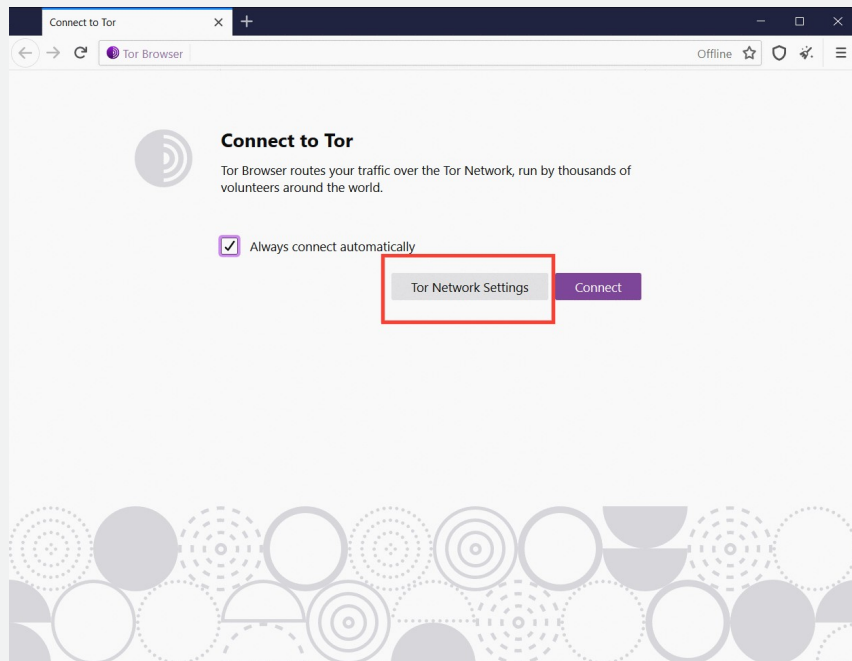 Connect to Tor
Tor Browser
Offline
Connect to Tor
Tor Browser routes your traffic over the Tor Network, run by thousands of
volunteers around the world.
Always connect automatically
Tor Network Settings
Connect